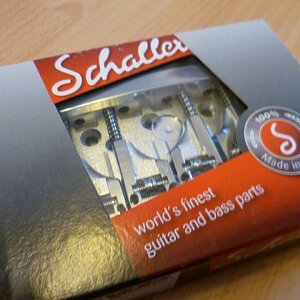 Schaller
100%
S
Made in
world's finest
guitar and bass parts
S